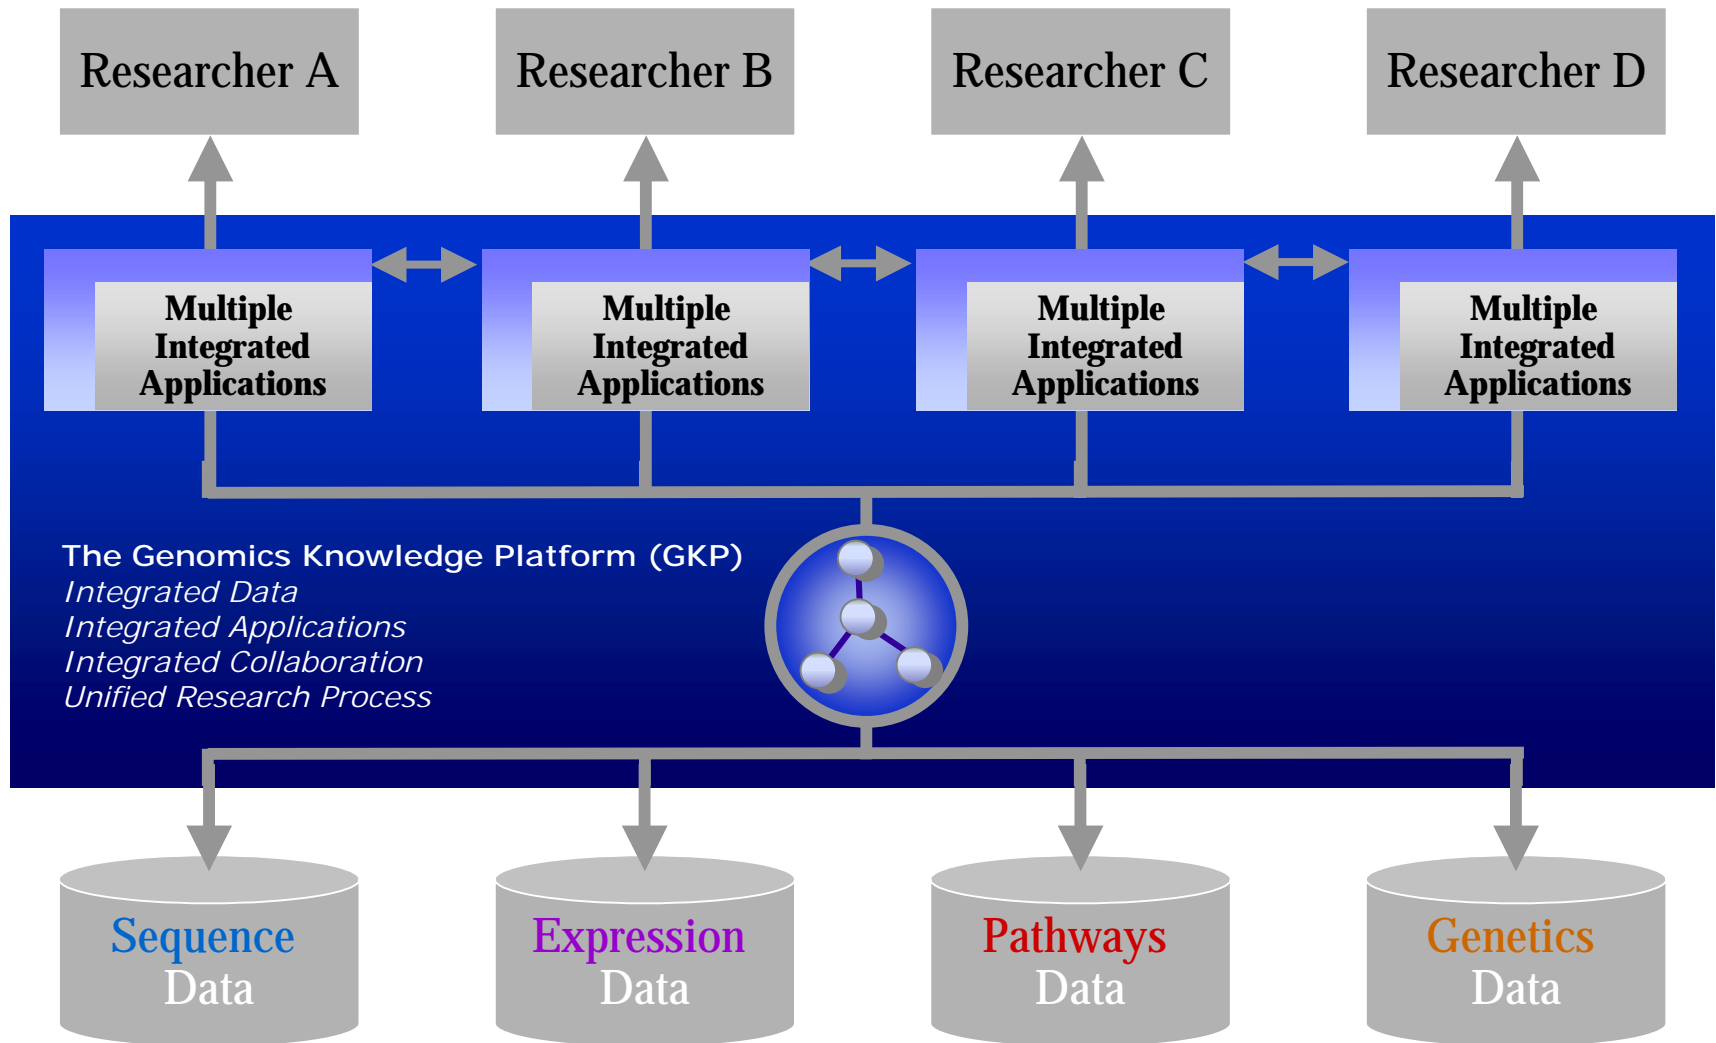 Researcher A
Researcher B
Researcher C
Researcher D
Multiple
Integrated
Applications
Multiple
Integrated
Applications
Multiple
Integrated
Applications
Multiple
Integrated
Applications
The Genomics Knowledge Platform (GKP)
Integrated Data
Integrated Applications
Integrated Collaboration
Unified Research Process
Sequence
Data
Expression
Data
Pathways
Data
Genetics
Data